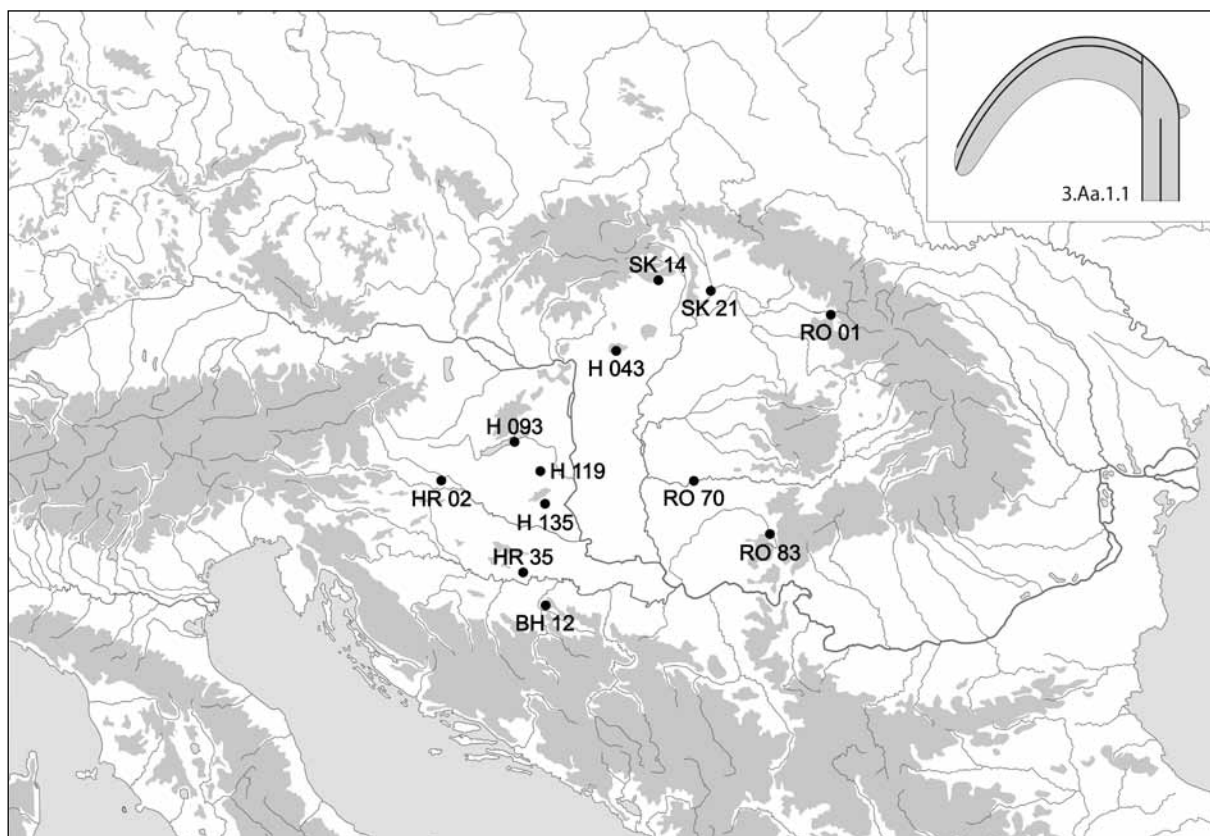 3.Aa.1.1
SK 14
SK 21
RO 01
H 043
H 093
H 119
HR 02
RO 70
H 135
RO 83
HR 35
BH 12